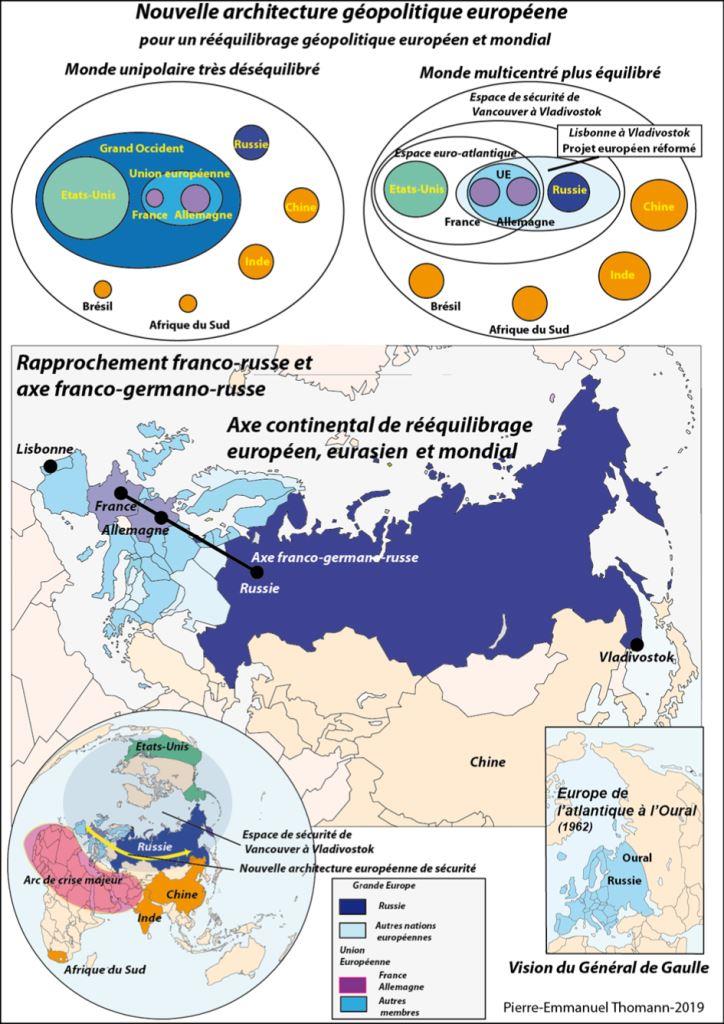 Nouvelle architecture géopolitique européene
pour un rééquilibrage géopolitique européen et mondial
Monde unipolaire très déséquilibré
Grand Occident
Russie
Union européenne
Etats-Unis
France
Allemagne
Chine
Inde
Brésil
Afrique du Sud
Monde multicentré plus équilibré
Espace de sécurité de
Vancouver à Vladivostok
Lisbonne à Vladivostok
Projet européen réformé
Espace euro-atlantique
UE
Etats-Unis
Russie
Chine
France
Allemagne
Inde
Brésil
Afrique du Sud
Rapprochement franco-russe et
axe franco-germano-russe
Axe continental de rééquilibrage
européen, eurasien et mondial
Lisbonne
France
Allemagne
Axe franco-germano-russe
Russie
Vladivostok
Chine
Etats-Unis
Russie
Espace de sécurité de
Vancouver à Vladivostok
Nouvelle architecture européenne de sécurité
Arc de crise majeur
Chine
Inde
Afrique du Sud
Grande Europe
Russie
Autres nations
européennes
Union
Européenne
France
Allemagne
Autres
membres
Europe de
l'atlantique à l'Oural
(1962)
Oural
Russie
Vision du Général de Gaulle
Pierre-Emmanuel Thomann-2019